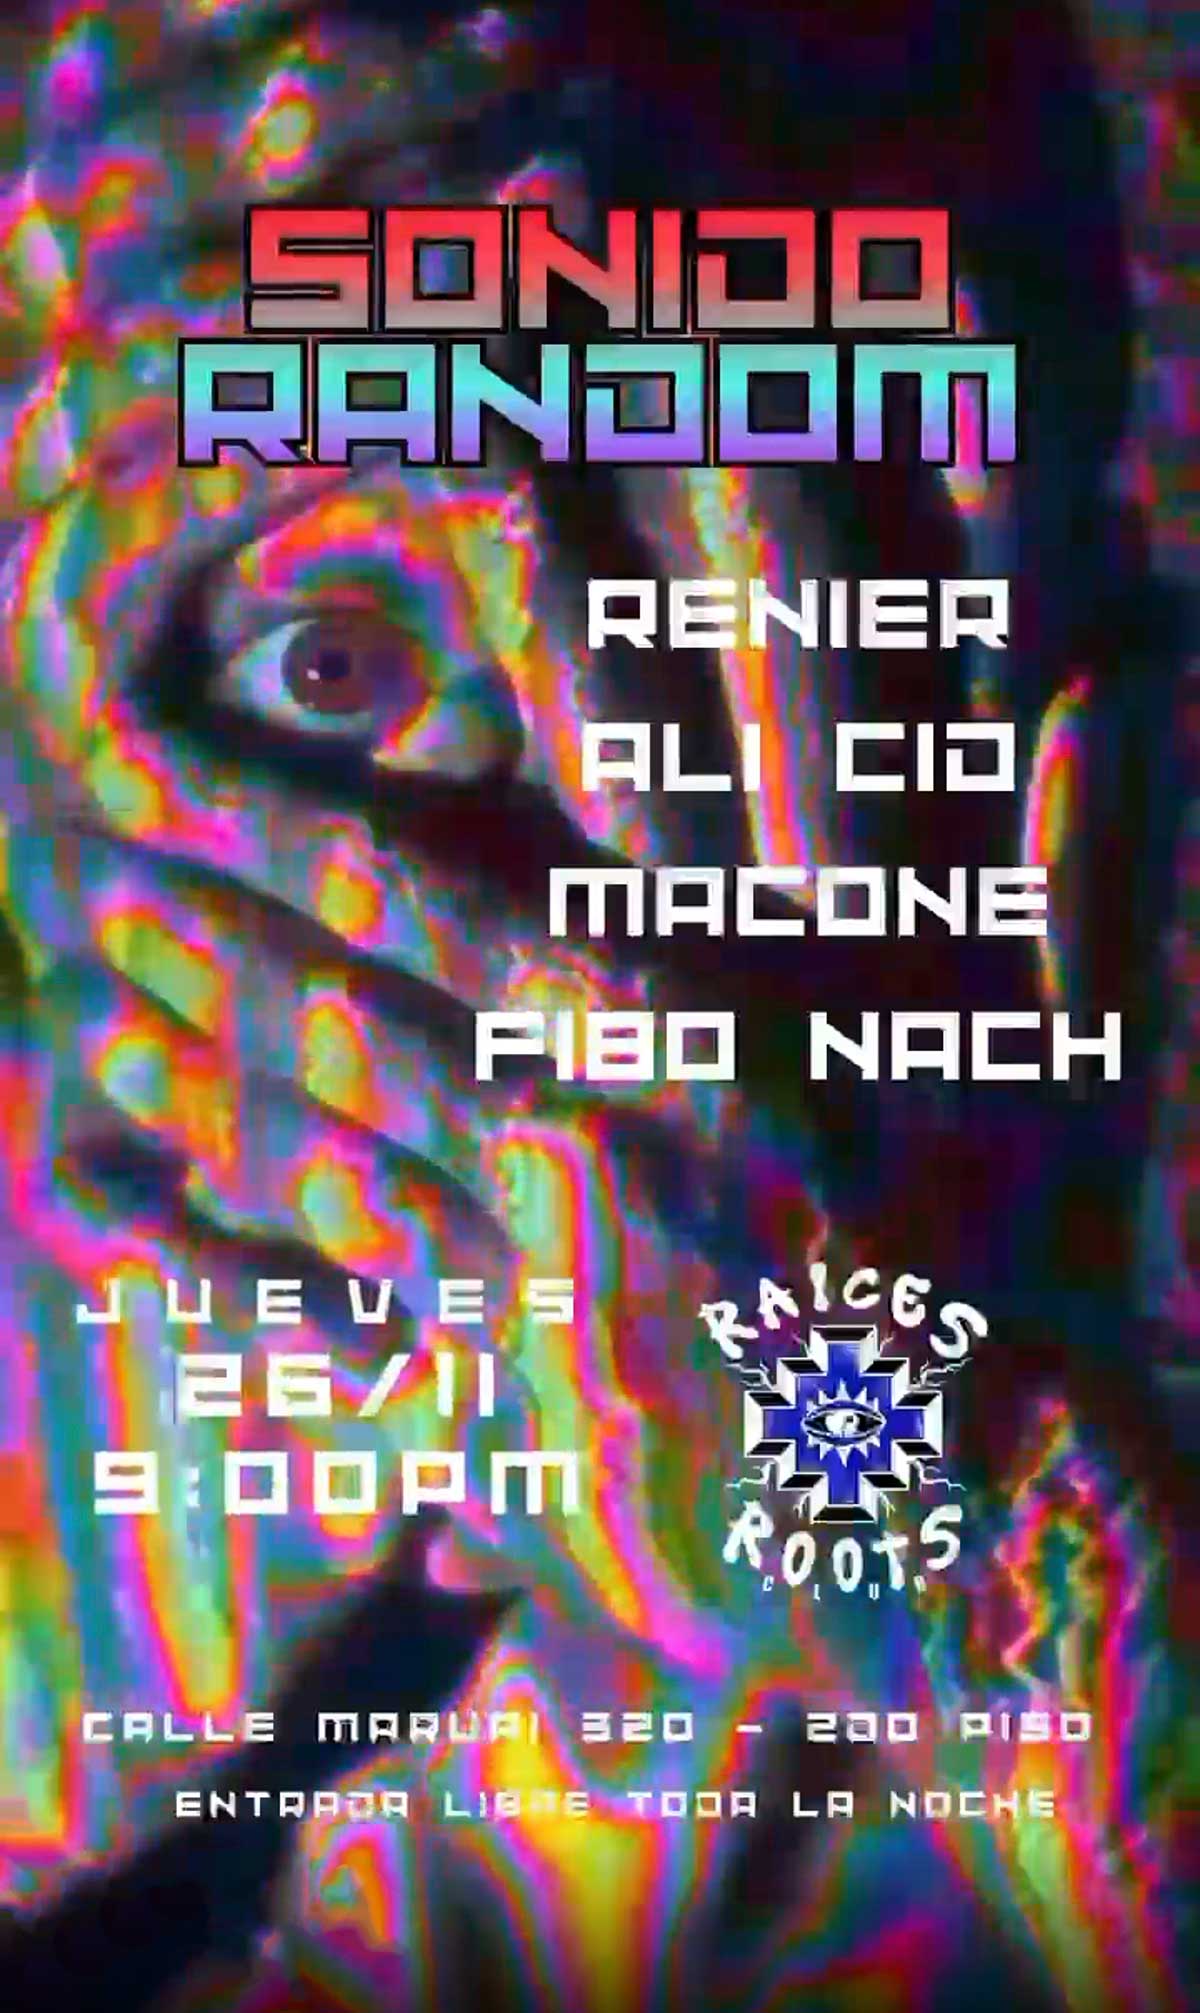 SONIDO
RANDOM
RENIER
ALI CID
MACONE
PIBO NACH
JUEVES
26/11
9:00PM
RAICES
ROOTS
CLUB
CALLE MARURI 320 - 2DO PISO
ENTRADA LIBRE TODA LA NOCHE